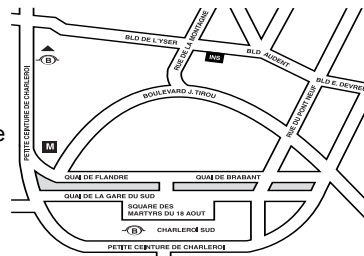 BLD DE L'YSER
RUE DE LA MONTAGNE
BLD AUDENT
INS
B
PETITE CEINTURE DE CHARLEROI
BOULEVARD J. TIROU
BLD E. DEVREU
RUE DU PONT NEUF
e
M
QUAI DE FLANDRE
QUAI DE BRABANT
QUAI DE LA GARE DU SUD
SQUARE DES
MARTYRS DU 18 AOUT
B
CHARLEROI SUD
PETITE CEINTURE DE CHARLEROI